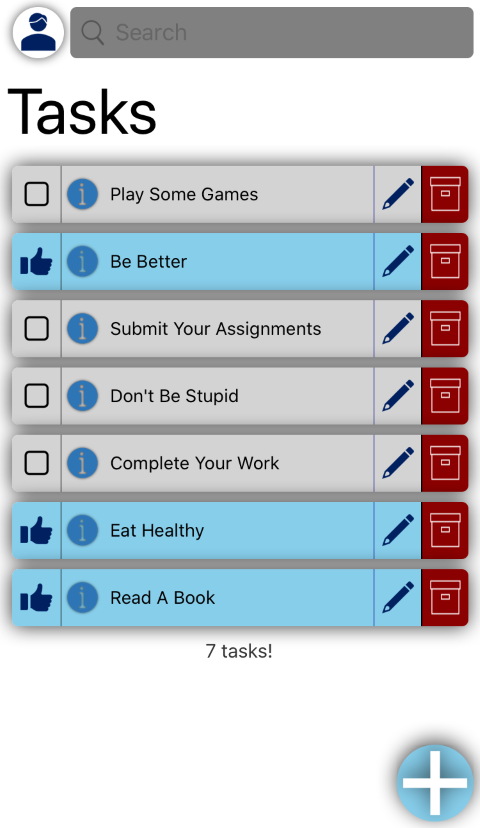 Search
Tasks
Play Some Games
Be Better
Submit Your Assignments
Don't Be Stupid
Complete Your Work
Eat Healthy
Read A Book
7 tasks!